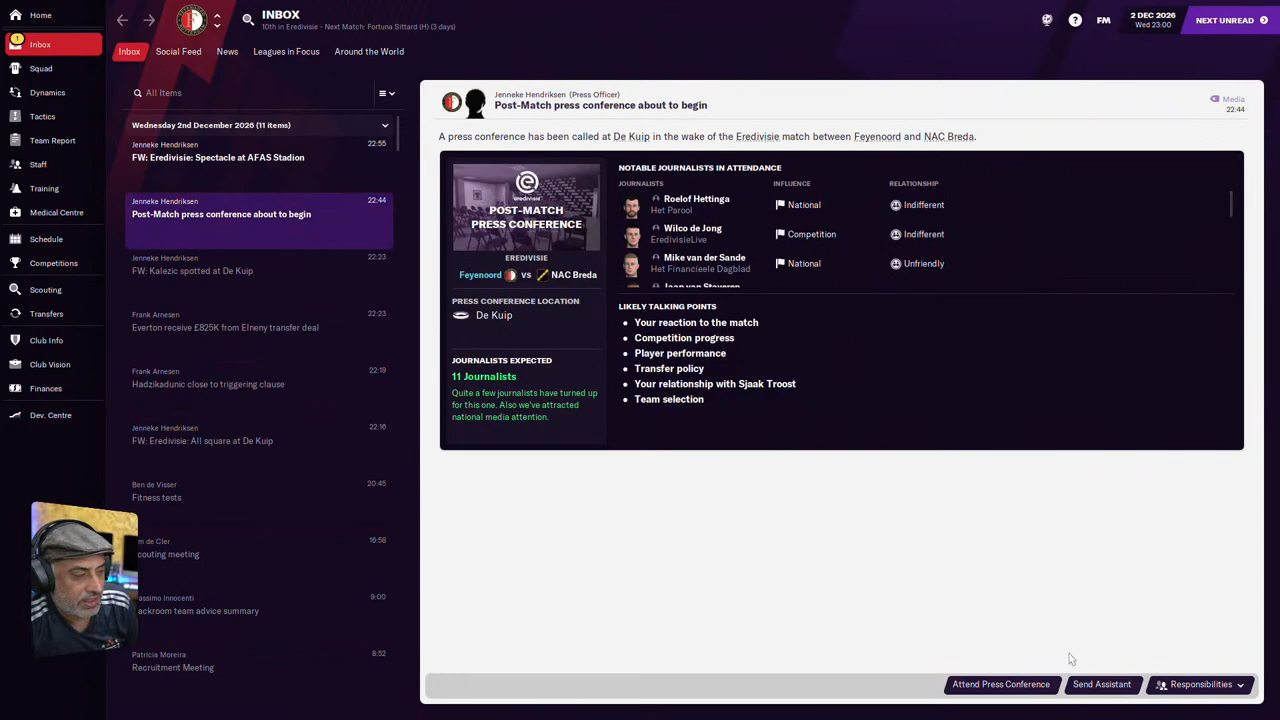 Home
1
Inbox
Squad
Dynamics
Tactics
Team Report
Staff
Training
Medical Centre
Schedule
Competitions
Scouting
Transfers
Club Info
Club Vision
Finances
Dev. Centre
INBOX
10th in Eredivisie - Next Match: Fortuna Sittard (H) (3 days)
? FM
2 DEC 2026
Wed 23:00
NEXT UNREAD
Inbox Social Feed News Leagues in Focus Around the World
All Items
Wednesday 2nd December 2026 (11 items)
Jenneke Hendriksen 22:55
FW: Eredivisie: Spectacle at AFAS Stadion
Jenneke Hendriksen 22:44
Post-Match press conference about to begin
Jenneke Hendriksen 22:23
FW: Kalezic spotted at De Kuip
Frank Arnesen 22:23
Everton receive £825K from Elneny transfer deal
Frank Arnesen 22:19
Hadzikadunic close to triggering clause
Jenneke Hendriksen 22:16
FW: Eredivisie: All square at De Kuip
Ben de Visser 20:45
Fitness tests
m de Cler 16:58
couting meeting
assimo Innocenti 9:00
ackroom team advice summary
Patrícia Moreira 8:52
Recruitment Meeting
Jenneke Hendriksen (Press Officer)
Post-Match press conference about to begin
Media
22:44
A press conference has been called at De Kuip in the wake of the Eredivisie match between Feyenoord and NAC Breda.
eredivisie
POST-MATCH
PRESS CONFERENCE
EREDIVISIE
Feyenoord vs NAC Breda
PRESS CONFERENCE LOCATION
De Kuip
JOURNALISTS EXPECTED
11 Journalists
Quite a few journalists have turned up
for this one. Also we've attracted
national media attention.
NOTABLE JOURNALISTS IN ATTENDANCE
JOURNALISTS INFLUENCE RELATIONSHIP
Roelof Hettinga
Het Parool
National Indifferent
Wilco de Jong
EredivisieLive
Competition Indifferent
Mike van der Sande
Het Financieele Dagblad
National Unfriendly
Jaap van Staveren
LIKELY TALKING POINTS
• Your reaction to the match
• Competition progress
• Player performance
• Transfer policy
• Your relationship with Sjaak Troost
• Team selection
Attend Press Conference Send Assistant Responsibilities